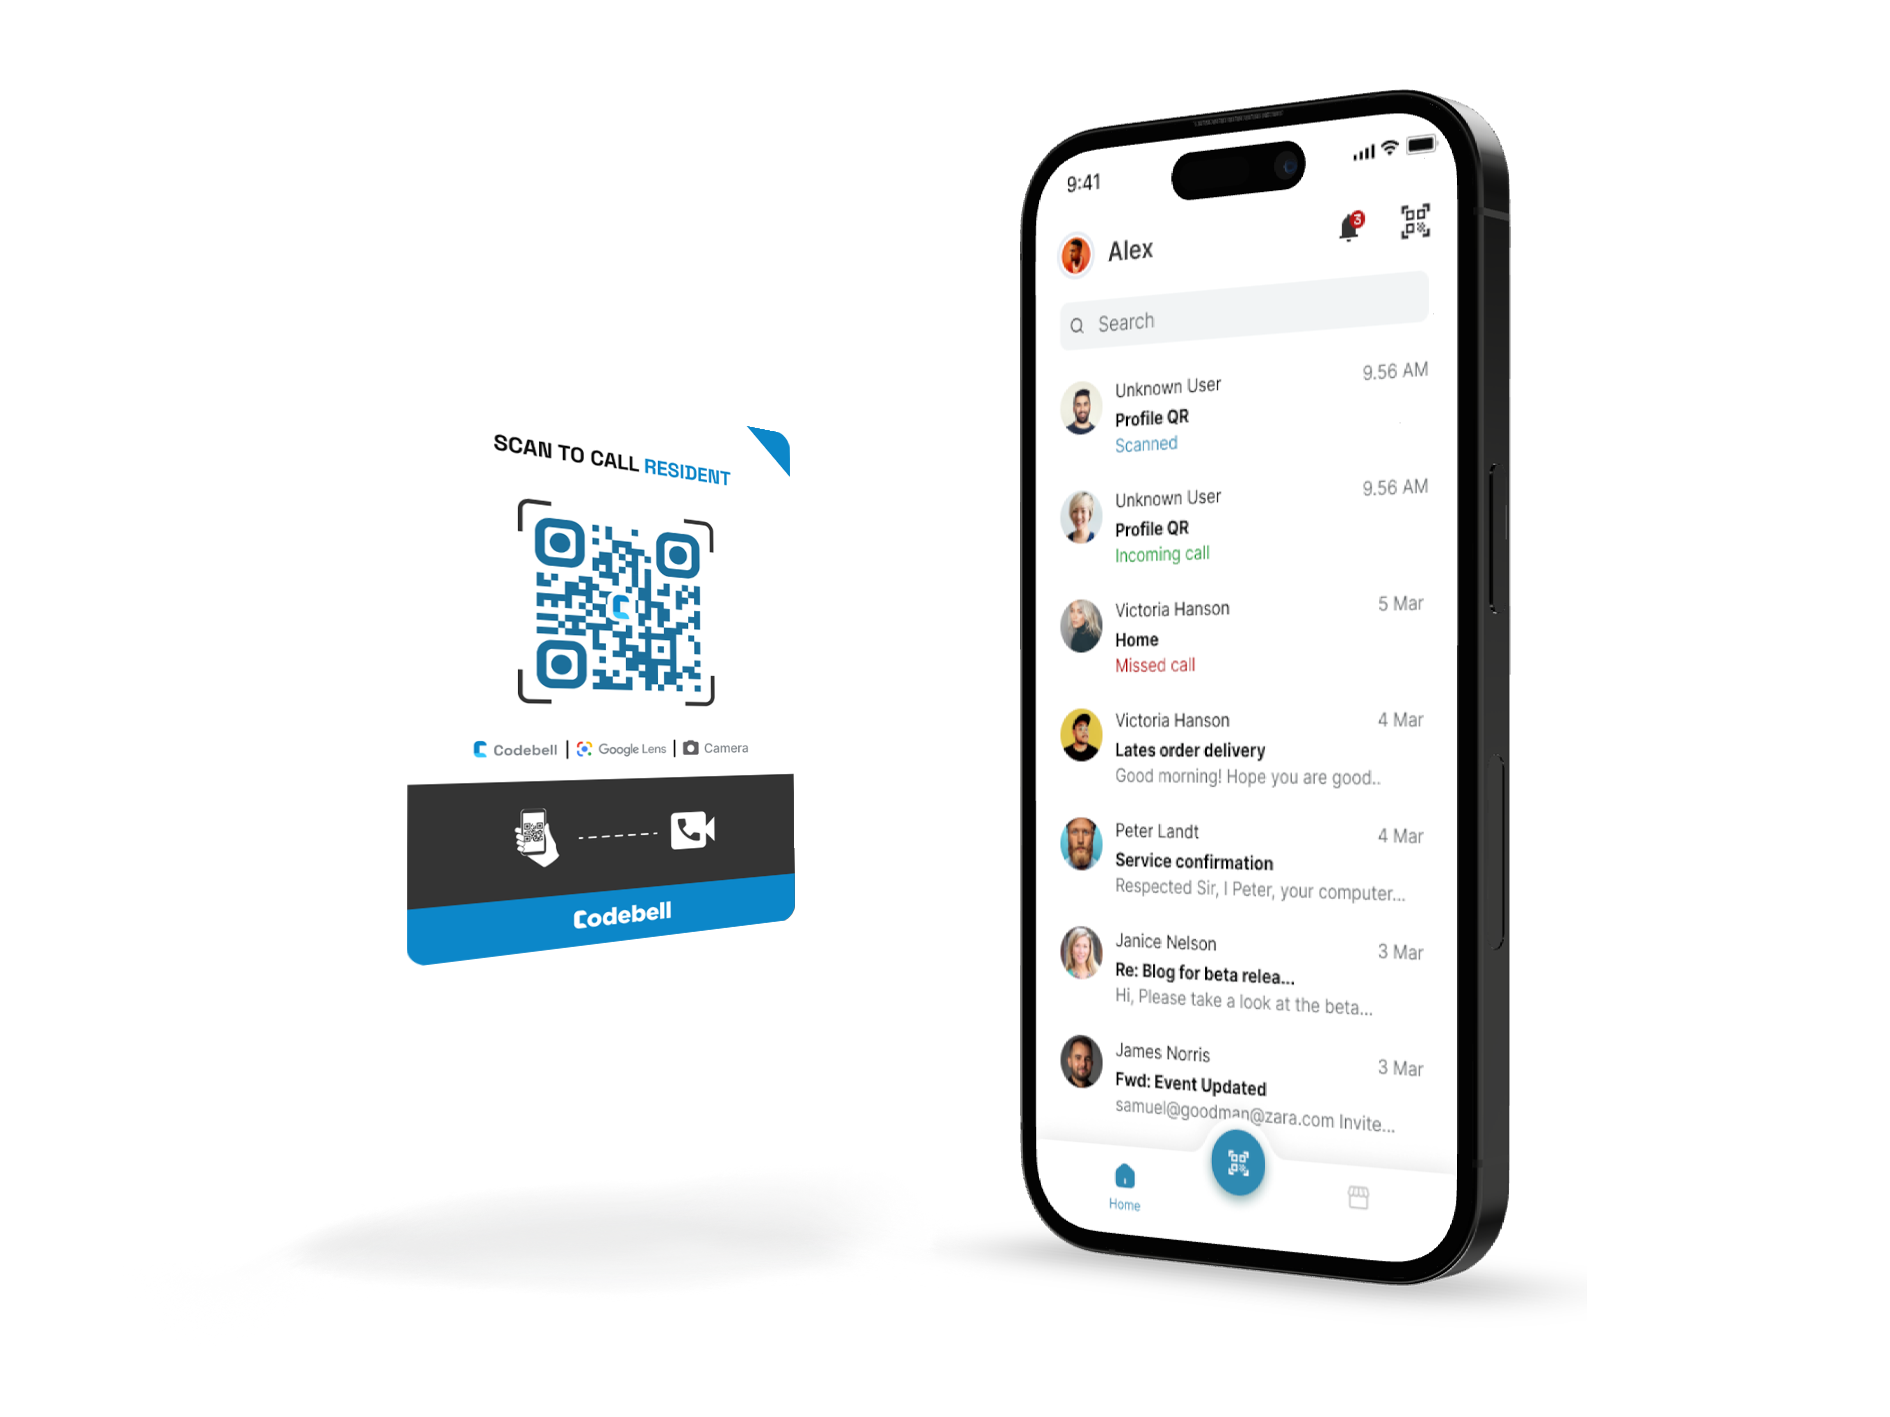 SCAN TO CALL RESIDENT
Codebell | Google Lens | Camera
Codebell
9:41
3
Alex
Search
Unknown User
9.56 AM
Profile QR
Scanned
Unknown User
9.56 AM
Profile QR
Incoming call
Victoria Hanson
5 Mar
Home
Missed call
Victoria Hanson
4 Mar
Lates order delivery
Good morning! Hope you are good..
Peter Landt
4 Mar
Service confirmation
Respected Sir, I Peter, your computer...
Janice Nelson
3 Mar
Re: Blog for beta relea...
Hi, Please take a look at the beta...
James Norris
3 Mar
Fwd: Event Updated
samuel@goodman@zara.com Invite...
Home